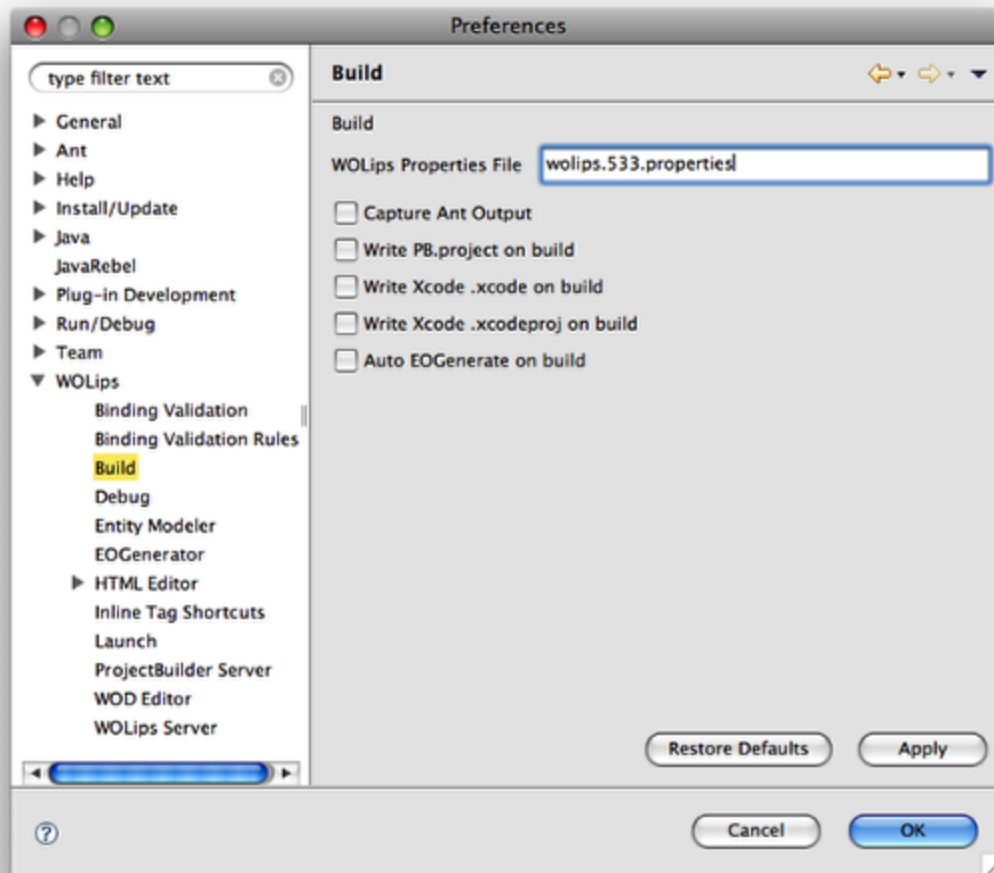 Preferences
type filter text
General
Ant
Help
Install/Update
Java
JavaRebel
Plug-in Development
Run/Debug
Team
WOLips
Binding Validation
Binding Validation Rules
Build
Debug
Entity Modeler
EOGenerator
HTML Editor
Inline Tag Shortcuts
Launch
ProjectBuilder Server
WOD Editor
WOLips Server
Build
Build
WOLips Properties File wolips.533.properties
Capture Ant Output
Write PB.project on build
Write Xcode .xcode on build
Write Xcode .xcodeproj on build
Auto EOGenerate on build
Restore Defaults Apply
? Cancel OK